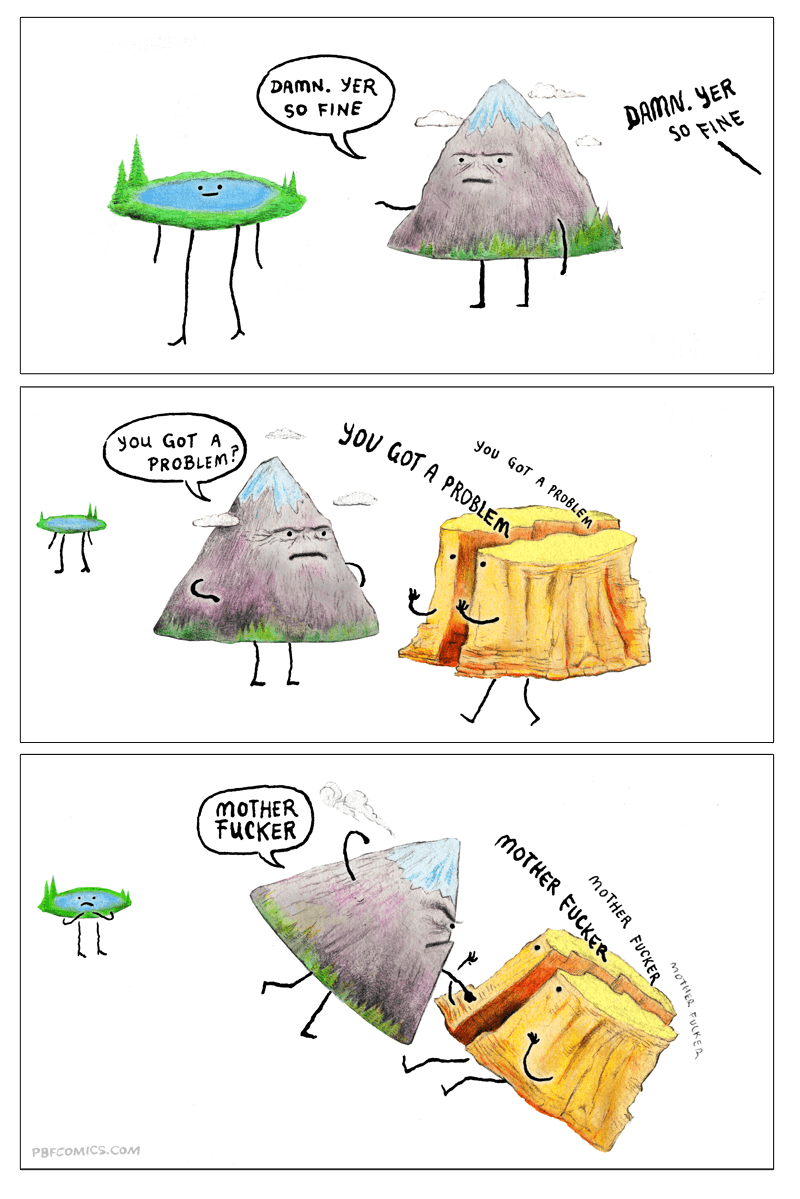 DAMN. YER
SO FINE
DAMN. YER
SO FINE
YOU GOT A
PROBLEM?
YOU GOT A PROBLEM
YOU GOT A PROBLEM
MOTHER
FUCKER
MOTHER FUCKER
MOTHER FUCKER
MOTHER FUCKER
PBFCOMICS.COM